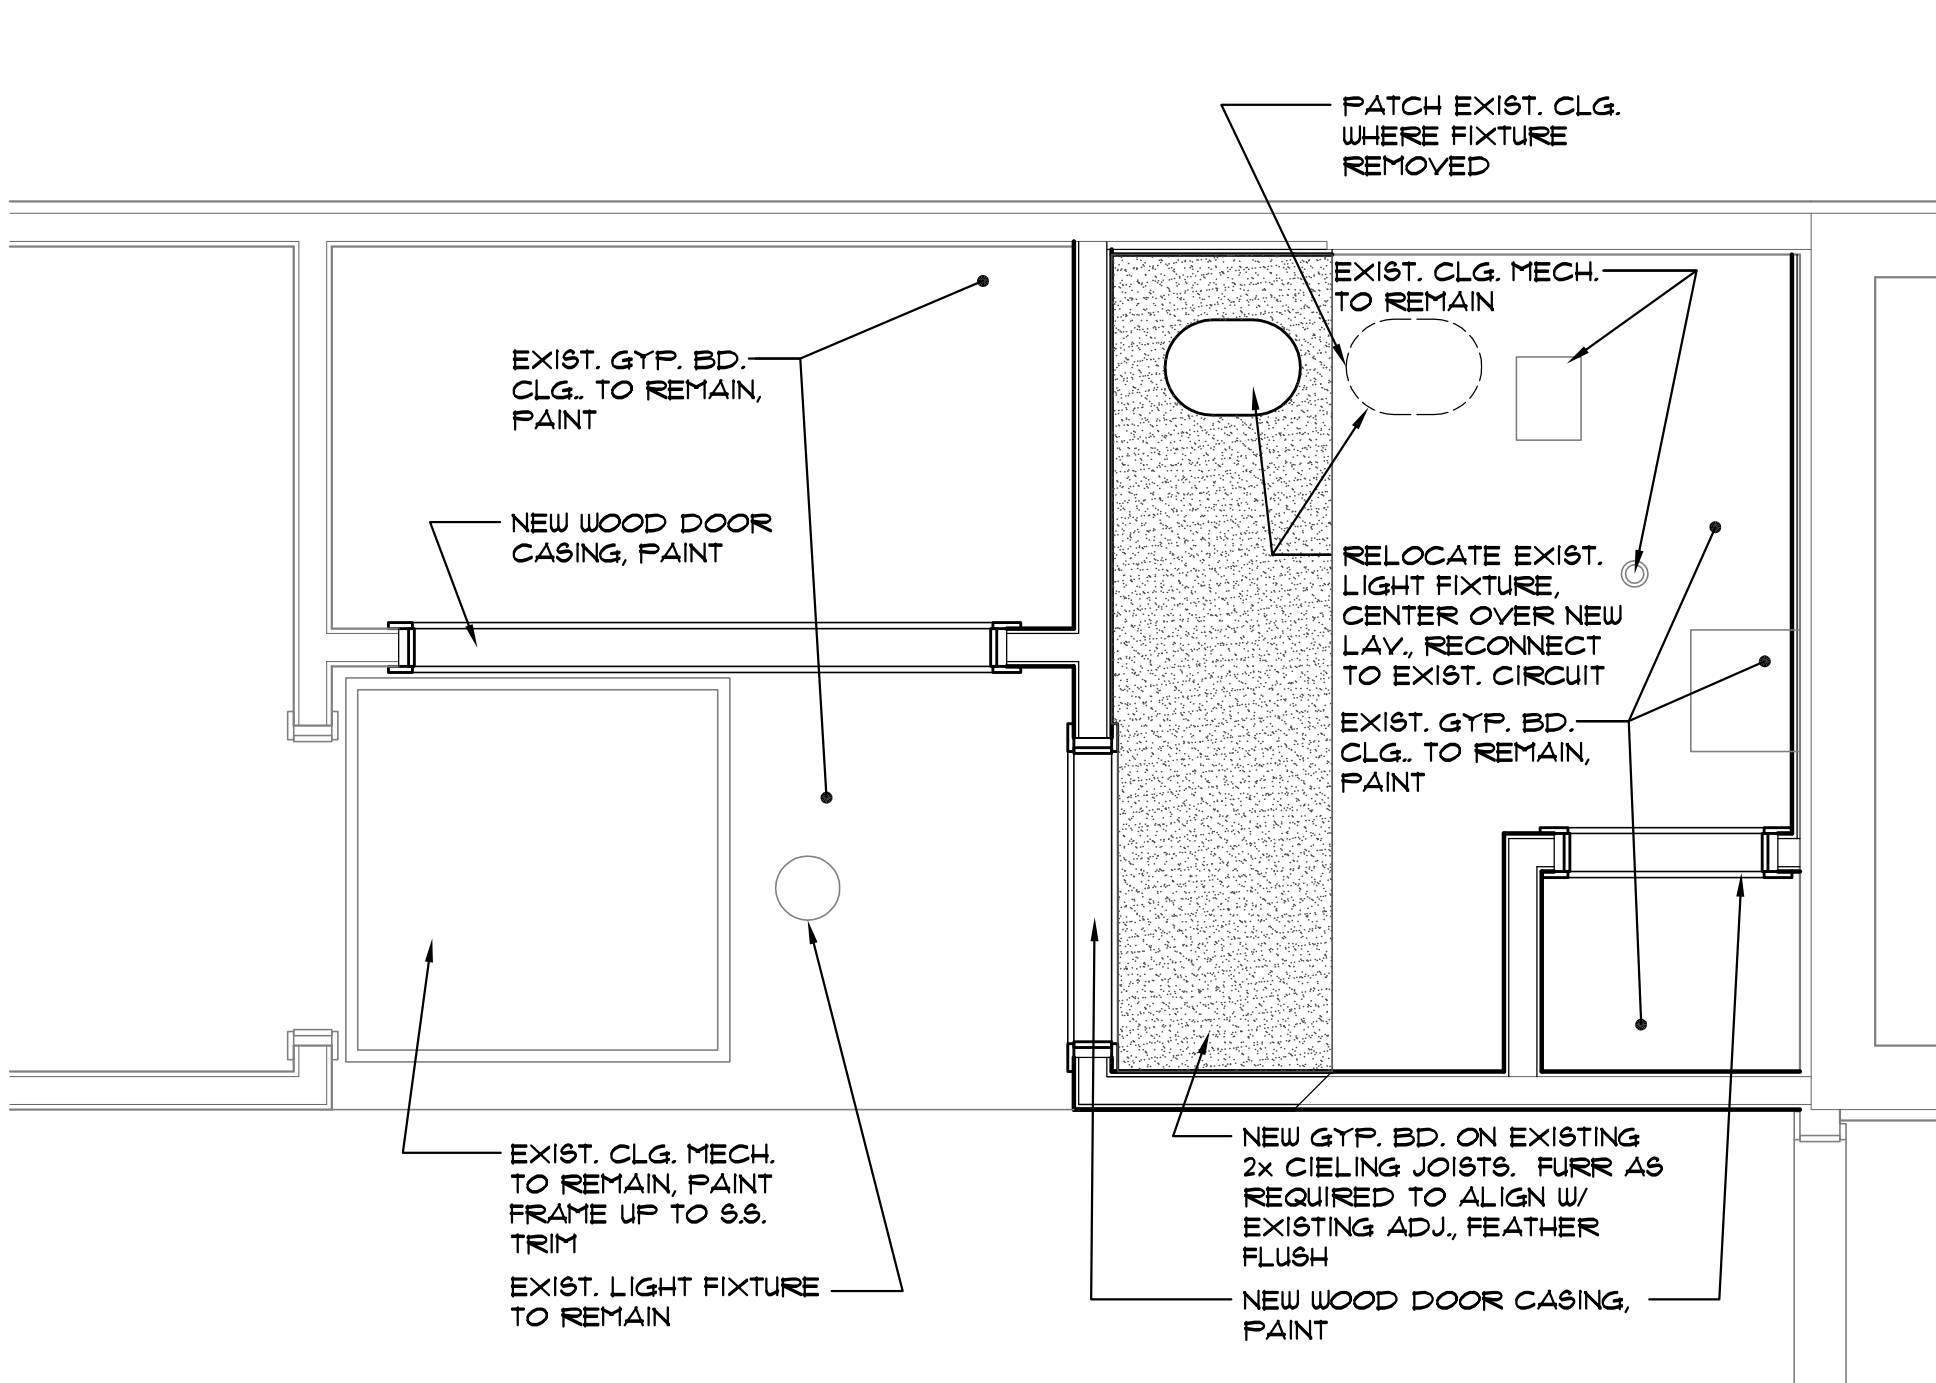 PATCH EXIST. CLG.
WHERE FIXTURE
REMOVED
EXIST. CLG. MECH.
TO REMAIN
EXIST. GYP. BD.
CLG.. TO REMAIN,
PAINT
NEW WOOD DOOR
CASING, PAINT
RELOCATE EXIST.
LIGHT FIXTURE,
CENTER OVER NEW
LAV., RECONNECT
TO EXIST. CIRCUIT
EXIST. GYP. BD.
CLG.. TO REMAIN,
PAINT
EXIST. CLG. MECH.
TO REMAIN, PAINT
FRAME UP TO S.S.
TRIM
EXIST. LIGHT FIXTURE
TO REMAIN
NEW GYP. BD. ON EXISTING
2x CIELING JOISTS. FURR AS
REQUIRED TO ALIGN W/
EXISTING ADJ., FEATHER
FLUSH
NEW WOOD DOOR CASING,
PAINT